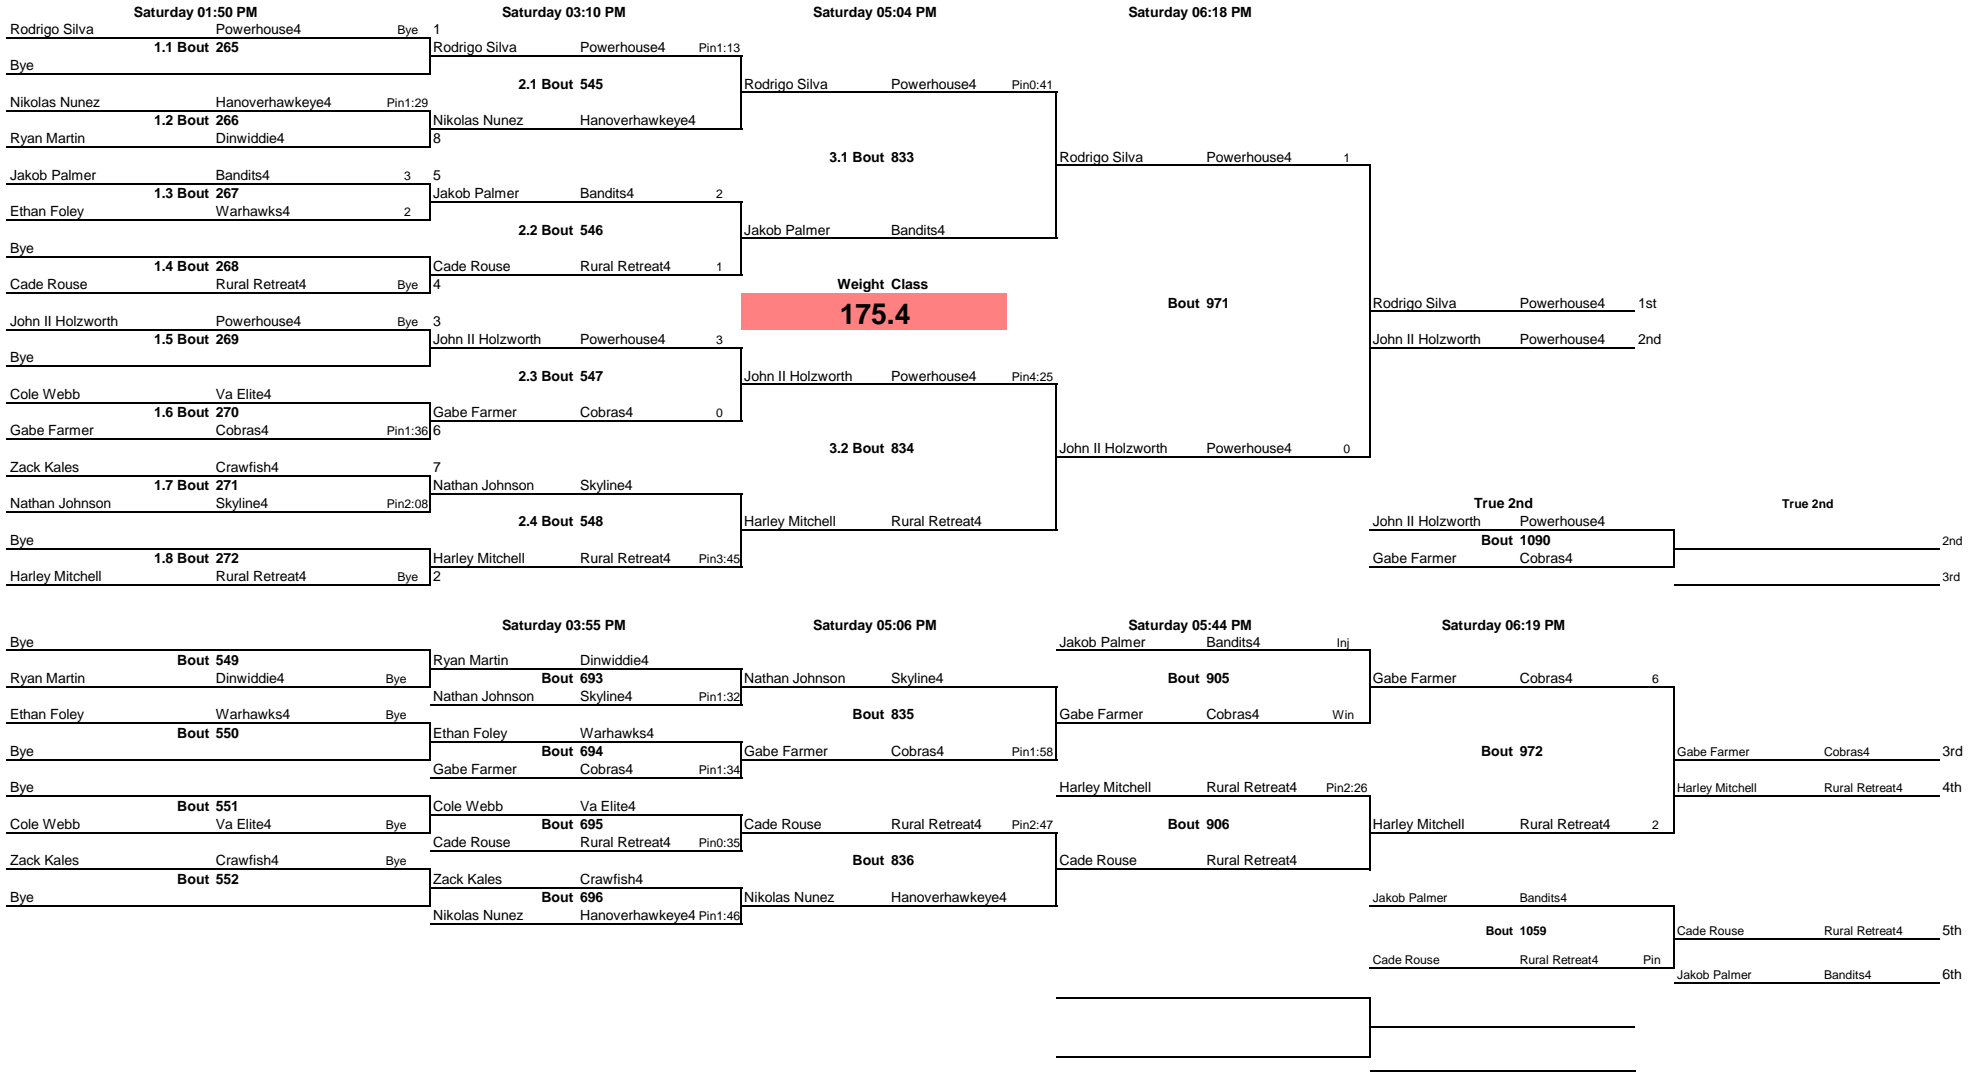 Saturday 01:50 PM Saturday 03:10 PM Saturday 05:04 PM Saturday 06:18 PM
Rodrigo Silva Powerhouse4 Bye 1
1.1 Bout 265 Rodrigo Silva Powerhouse4 Pin1:13
Bye
2.1 Bout 545 Rodrigo Silva Powerhouse4 Pin0:41
Nikolas Nunez Hanoverhawkeye4 Pin1:29
1.2 Bout 266 Nikolas Nunez Hanoverhawkeye4
Ryan Martin Dinwiddie4 8
3.1 Bout 833 Rodrigo Silva Powerhouse4 1
Jakob Palmer Bandits4 3 5
1.3 Bout 267 Jakob Palmer Bandits4 2
Ethan Foley Warhawks4 2
2.2 Bout 546 Jakob Palmer Bandits4
Bye
1.4 Bout 268 Cade Rouse Rural Retreat4 1
Cade Rouse Rural Retreat4 Bye 4 Weight Class
175.4 Bout 971 Rodrigo Silva Powerhouse4 1st
John II Holzworth Powerhouse4 Bye 3
1.5 Bout 269 John II Holzworth Powerhouse4 3 John II Holzworth Powerhouse4 2nd
Bye
2.3 Bout 547 John II Holzworth Powerhouse4 Pin4:25
Cole Webb Va Elite4
1.6 Bout 270 Gabe Farmer Cobras4 0
Gabe Farmer Cobras4 Pin1:36 6
3.2 Bout 834 John II Holzworth Powerhouse4 0
Zack Kales Crawfish4 7
1.7 Bout 271 Nathan Johnson Skyline4
Nathan Johnson Skyline4 Pin2:08 True 2nd True 2nd
2.4 Bout 548 Harley Mitchell Rural Retreat4 John II Holzworth Powerhouse4
Bye Bout 1090 2nd
1.8 Bout 272 Harley Mitchell Rural Retreat4 Pin3:45 Gabe Farmer Cobras4
Harley Mitchell Rural Retreat4 Bye 2 3rd
Saturday 03:55 PM Saturday 05:06 PM Saturday 05:44 PM Saturday 06:19 PM
Bye Jakob Palmer Bandits4 Inj
Bout 549 Ryan Martin Dinwiddie4
Ryan Martin Dinwiddie4 Bye Bout 693 Nathan Johnson Skyline4 Bout 905 Gabe Farmer Cobras4 6
Nathan Johnson Skyline4 Pin1:32
Ethan Foley Warhawks4 Bye Bout 835 Gabe Farmer Cobras4 Win
Bout 550 Ethan Foley Warhawks4
Bye Bout 694 Gabe Farmer Cobras4 Pin1:58 Bout 972 Gabe Farmer Cobras4 3rd
Gabe Farmer Cobras4 Pin1:34
Bye Harley Mitchell Rural Retreat4 Pin2:26 Harley Mitchell Rural Retreat4 4th
Bout 551 Cole Webb Va Elite4
Cole Webb Va Elite4 Bye Bout 695 Cade Rouse Rural Retreat4 Pin2:47 Bout 906 Harley Mitchell Rural Retreat4 2
Cade Rouse Rural Retreat4 Pin0:35
Zack Kales Crawfish4 Bye Bout 836 Cade Rouse Rural Retreat4
Bout 552 Zack Kales Crawfish4
Bye Bout 696 Nikolas Nunez Hanoverhawkeye4 Jakob Palmer Bandits4
Nikolas Nunez Hanoverhawkeye4 Pin1:46
Bout 1059 Cade Rouse Rural Retreat4 5th
Cade Rouse Rural Retreat4 Pin
Jakob Palmer Bandits4 6th